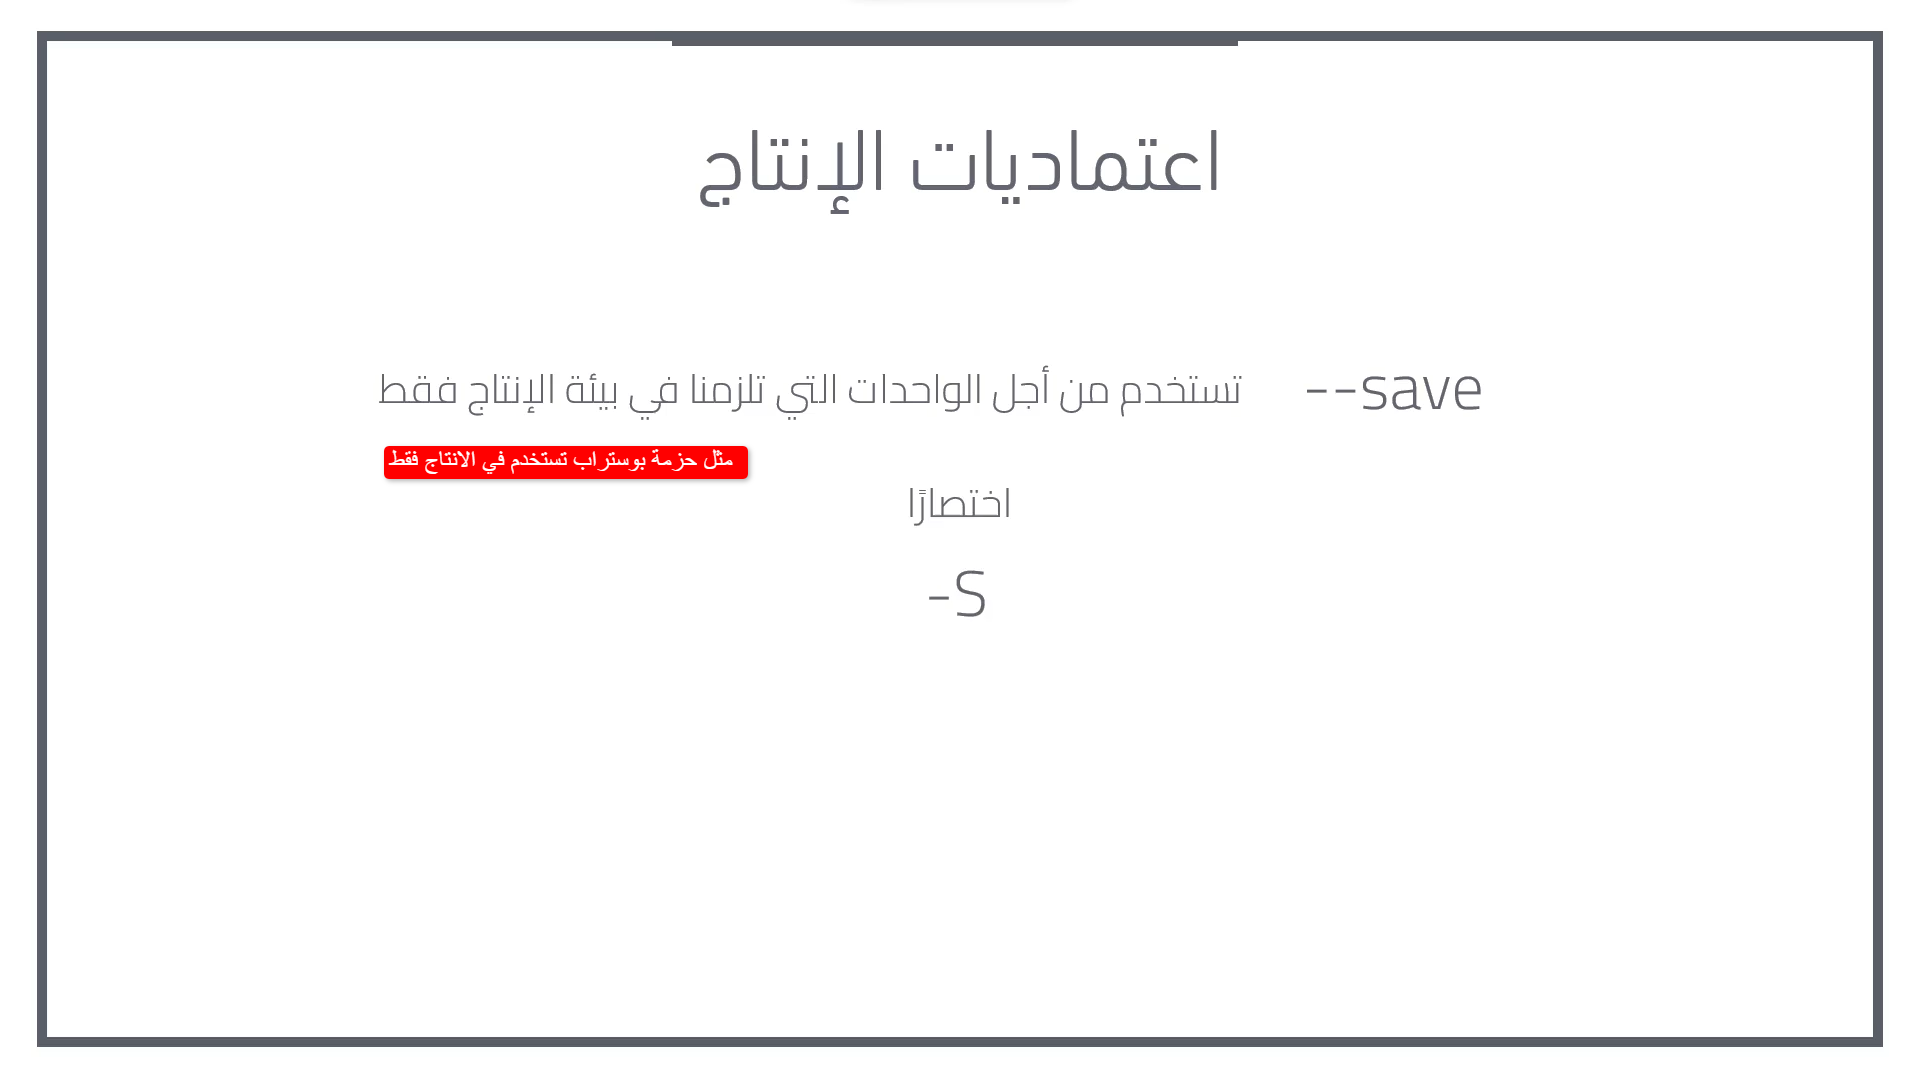 اعتماديات الإنتاج
--save تستخدم من أجل الواحدات التي تلزمنا في بيئة الإنتاج فقط
مثل حزمة بوستراب تستخدم في الانتاج فقط
اختصارًا
-S